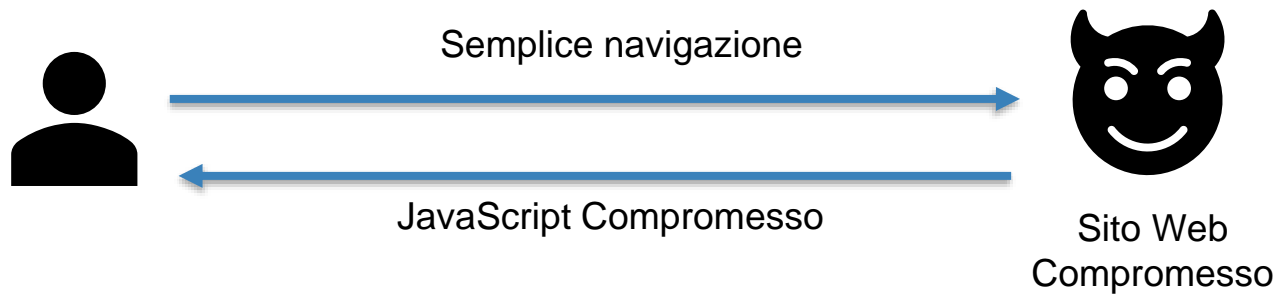 Semplice navigazione
JavaScript Compromesso
Sito Web
Compromesso